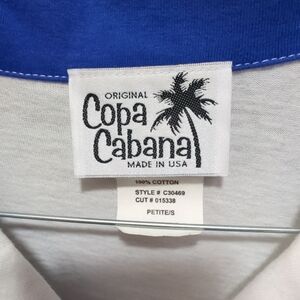 ORIGINAL
Copa
Cabana
MADE IN USA
100% COTTON
STYLE # C30469
CUT # 015338
PETITE/S